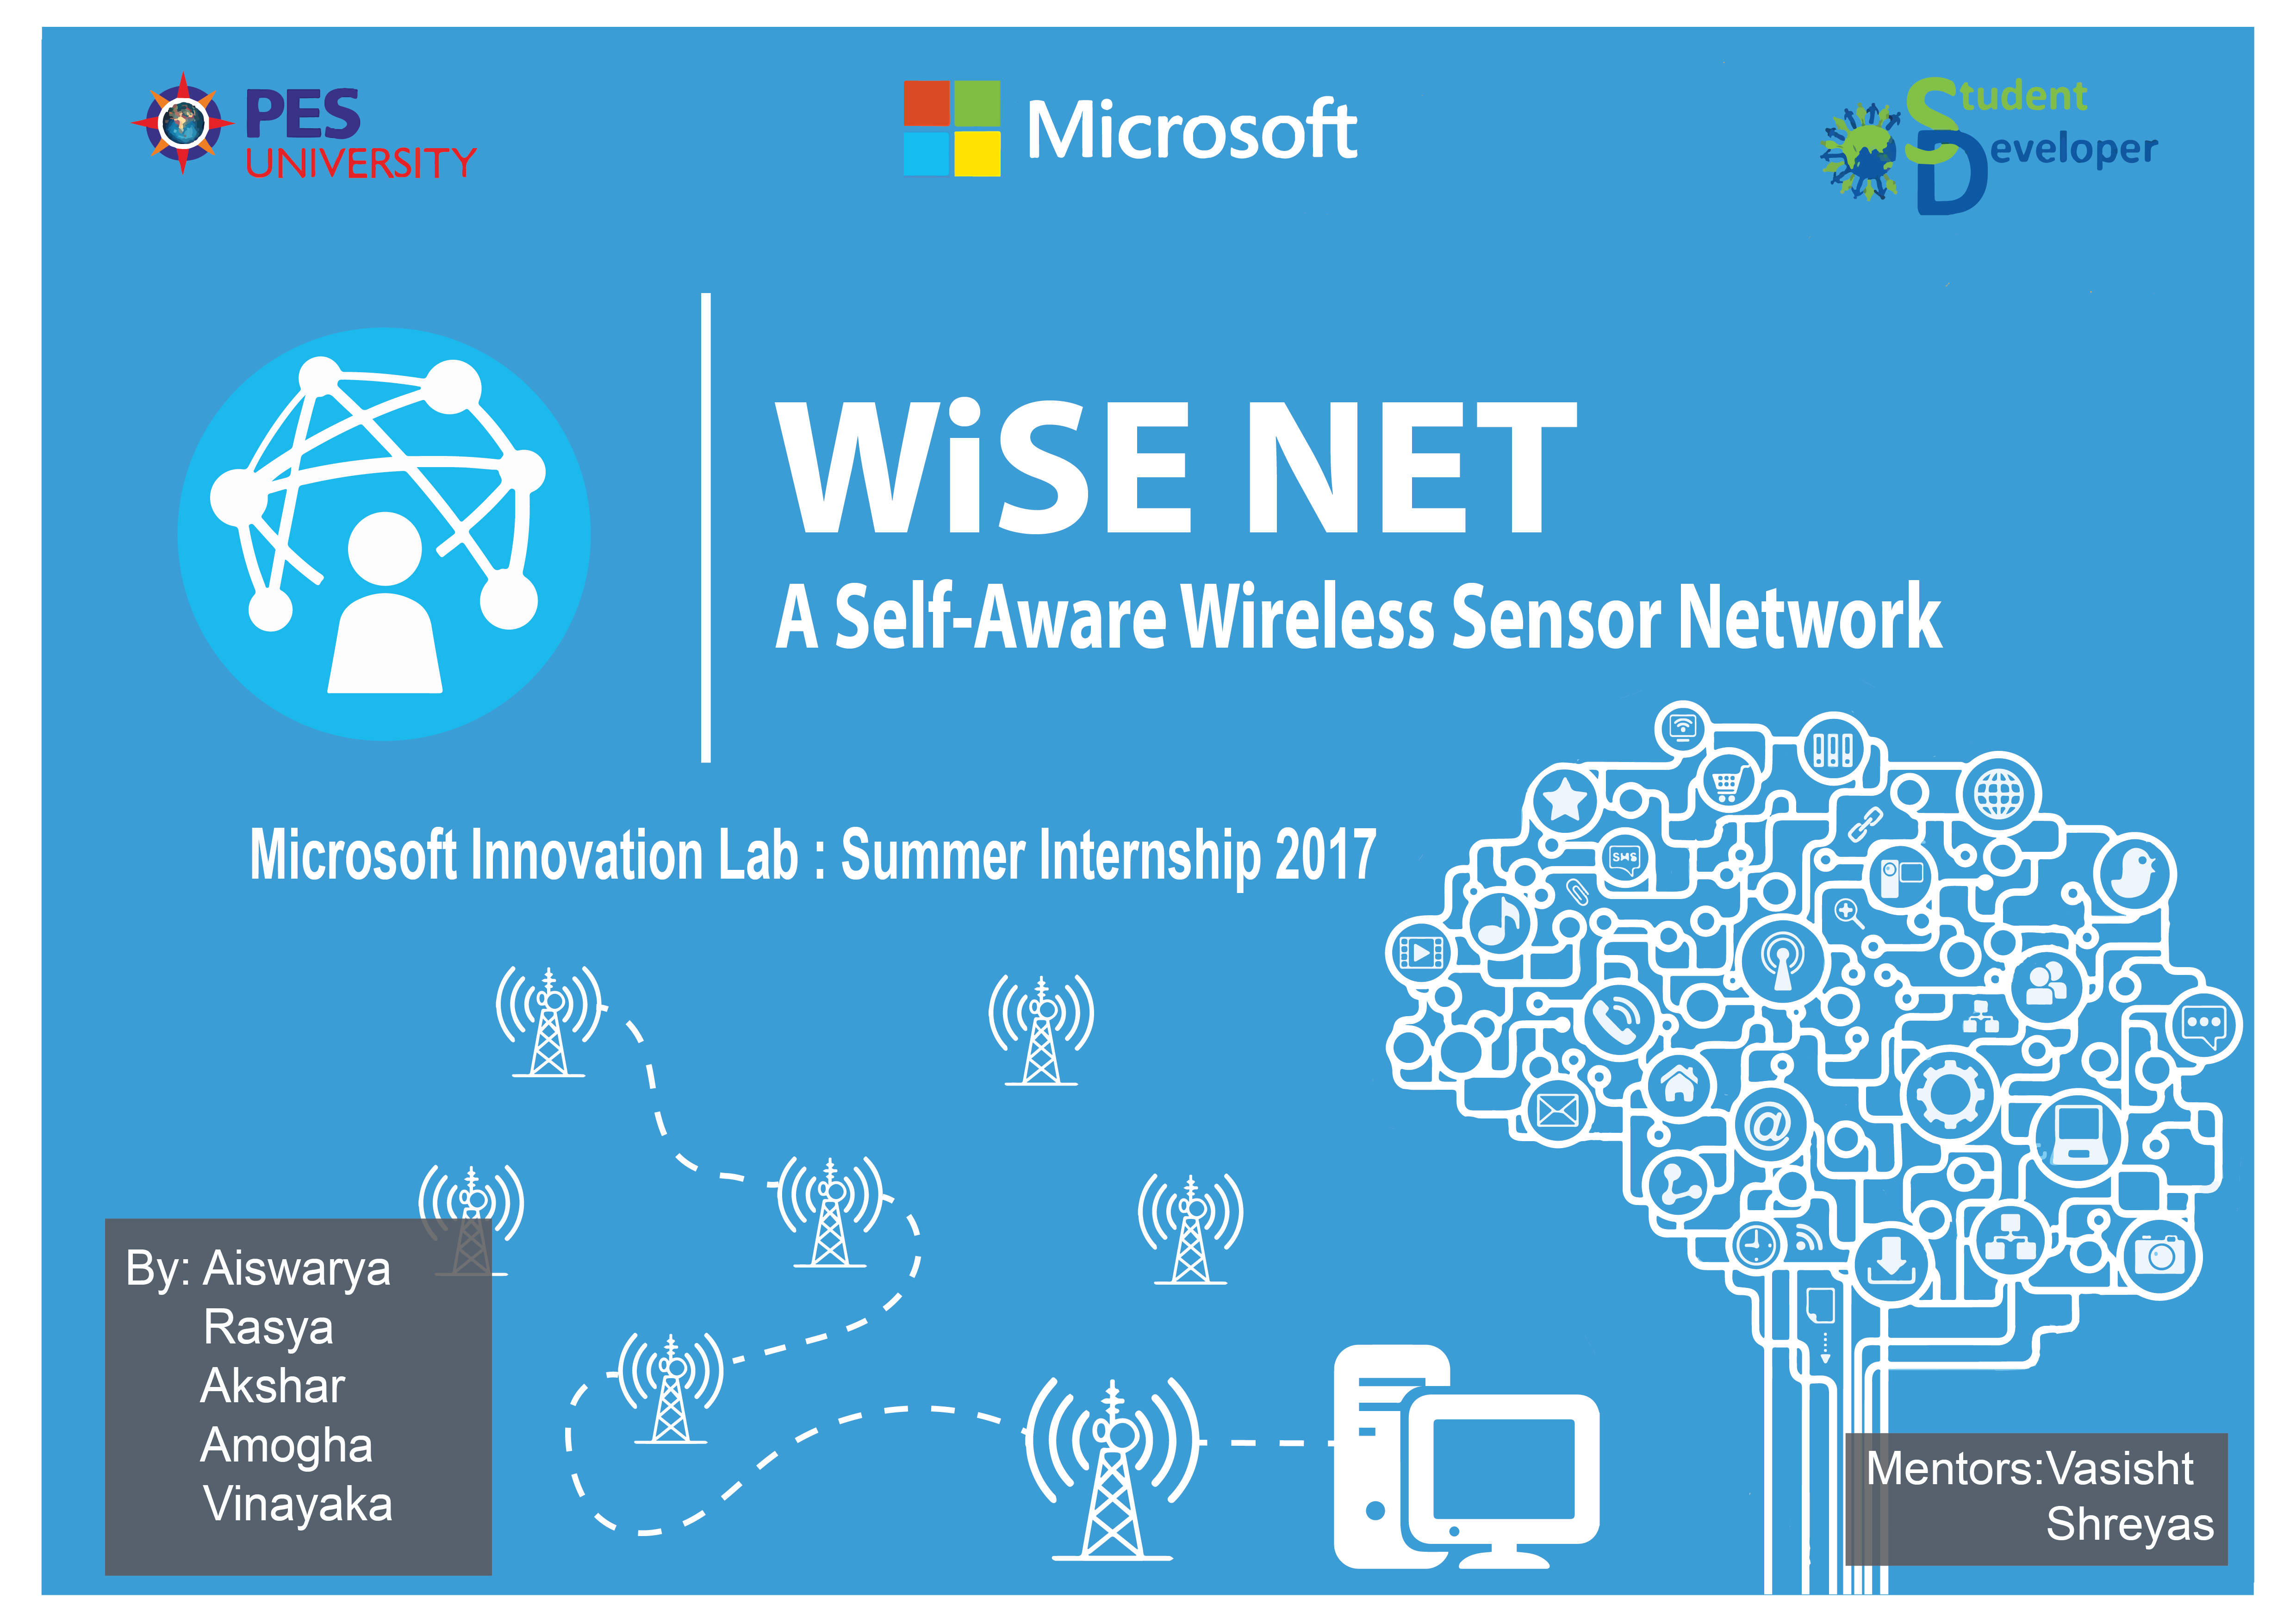 PES
UNIVERSITY
Microsoft
Student
Developer
WiSE NET
A Self-Aware Wireless Sensor Network
Microsoft Innovation Lab : Summer Internship 2017
SMS
@
By: Aiswarya
Rasya
Akshar
Amogha
Vinayaka
Mentors:Vasisht
Shreyas